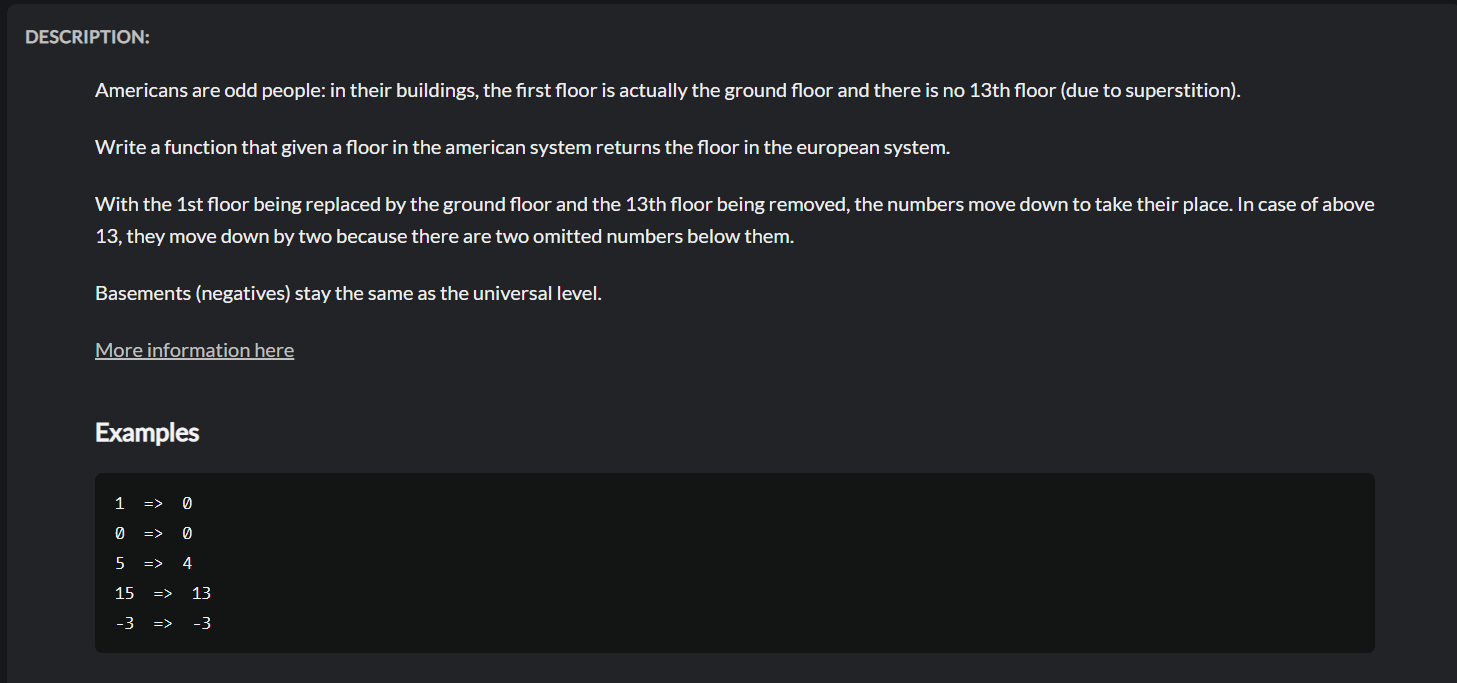 DESCRIPTION:
Americans are odd people: in their buildings, the first floor is actually the ground floor and there is no 13th floor (due to superstition).
Write a function that given a floor in the american system returns the floor in the european system.
With the 1st floor being replaced by the ground floor and the 13th floor being removed, the numbers move down to take their place. In case of above
13, they move down by two because there are two omitted numbers below them.
Basements (negatives) stay the same as the universal level.
More information here
Examples
1  =>  0
0  =>  0
5  =>  4
15  =>  13
-3  =>  -3